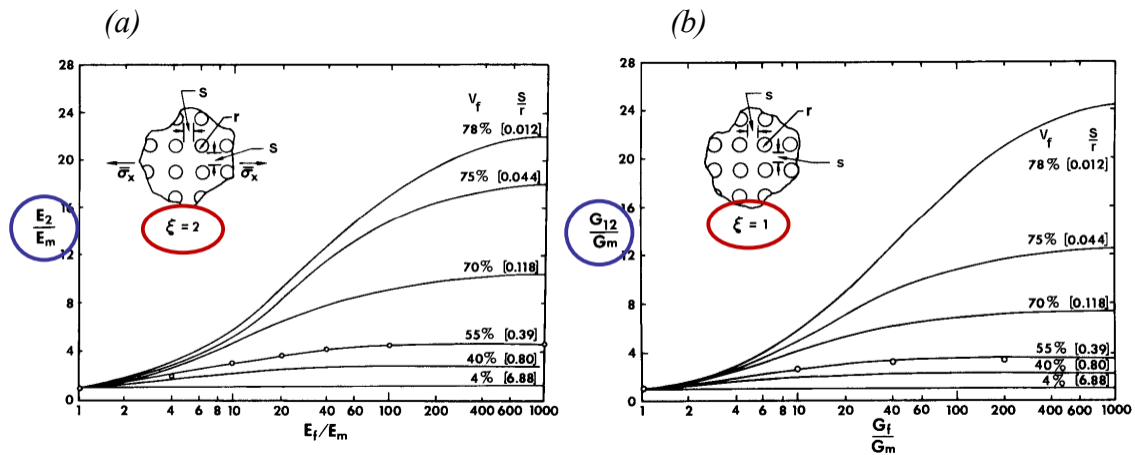 (a)
28
24
20
16
12
8
4
0
E2/Em
S
r
S
σ̄x
σ̄x
ξ = 2
Vf S/r
78% [0.012]
75% [0.044]
70% [0.118]
55% [0.39]
40% [0.80]
4% [6.88]
1 2 4 6 8 10 20 40 60 100 200 400 600 1000
Ef/Em
(b)
28
24
20
16
12
8
4
0
G12/Gm
S
r
S
ξ = 1
Vf S/r
78% [0.012]
75% [0.044]
70% [0.118]
55% [0.39]
40% [0.80]
4% [6.88]
1 2 4 6 8 10 20 40 60 100 200 400 600 1000
Gf/Gm